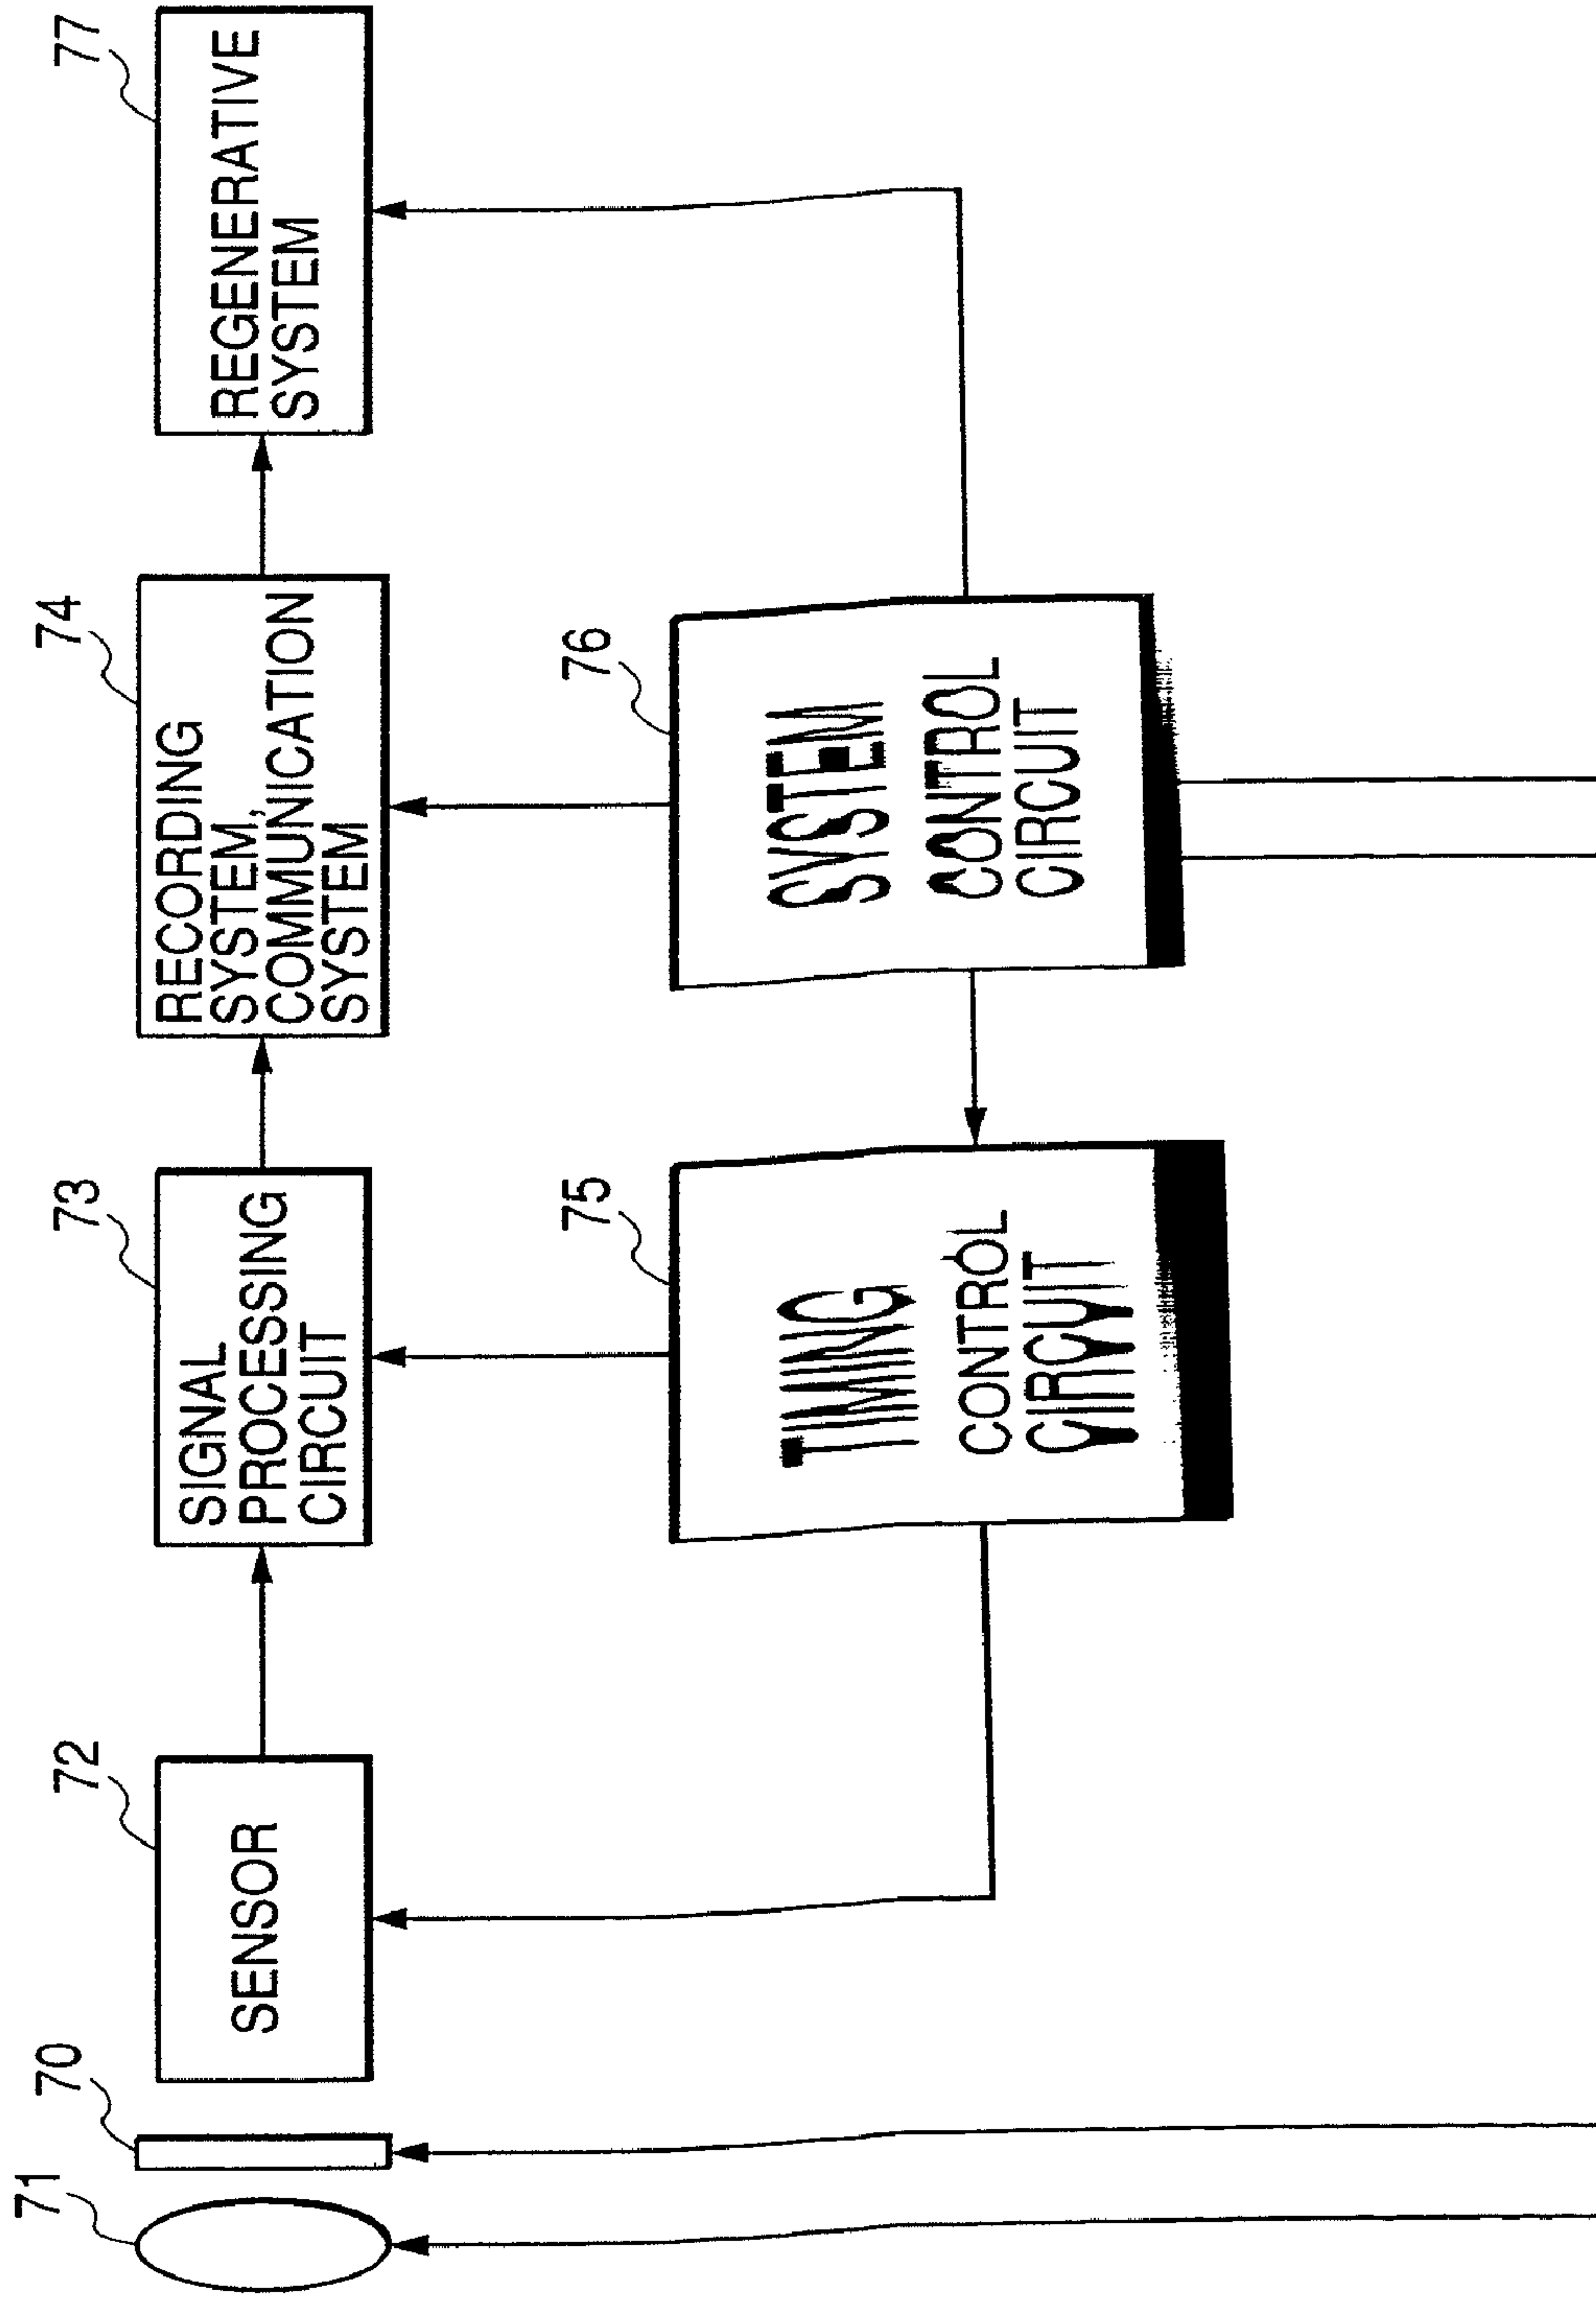 71
70
72
SENSOR
73
SIGNAL
PROCESSING
CIRCUIT
74
RECORDING
SYSTEM,
COMMUNICATION
SYSTEM
77
REGENERATIVE
SYSTEM
75
TIMING
CONTROL
CIRCUIT
76
SYSTEM
CONTROL
CIRCUIT